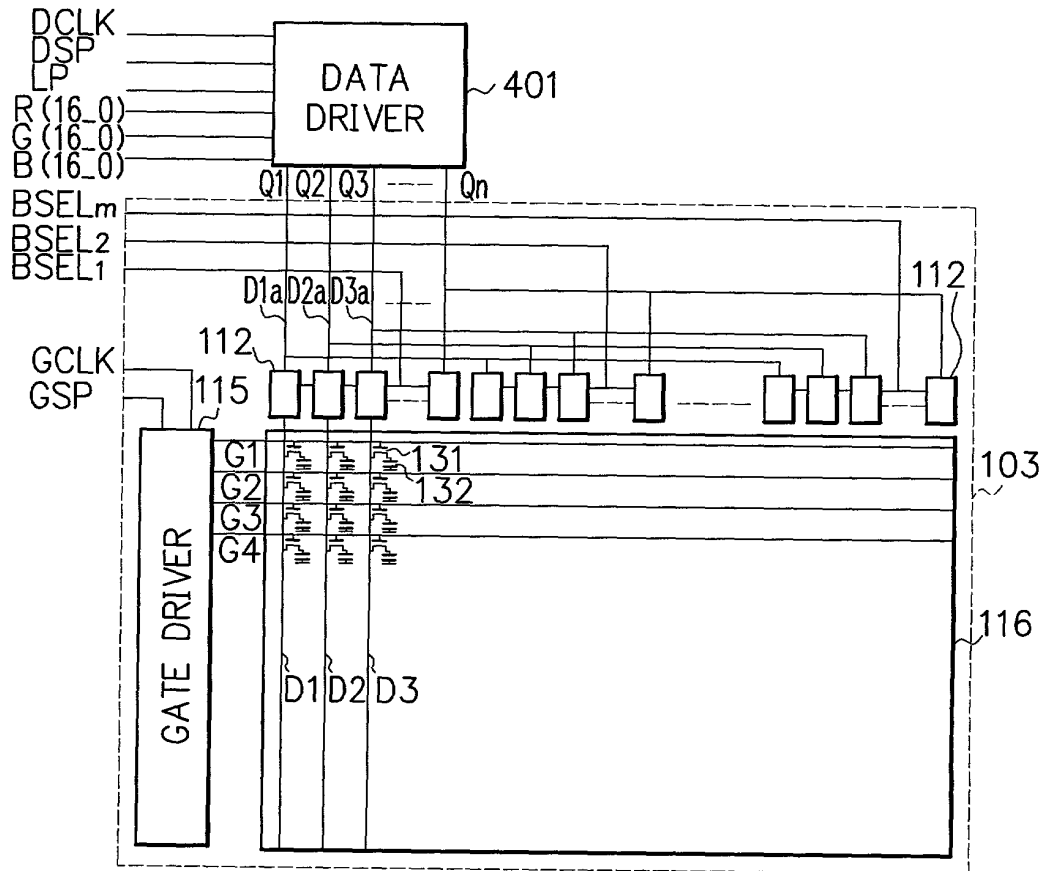 DCLK
DSP
LP
R(16_0)
G(16_0)
B(16_0)
DATA
DRIVER
401
Q1 Q2 Q3 Qn
BSELm
BSEL2
BSEL1
D1a D2a D3a
112
112
GCLK
GSP
115
G1
G2
G3
G4
131
132
103
GATE DRIVER
116
D1 D2 D3